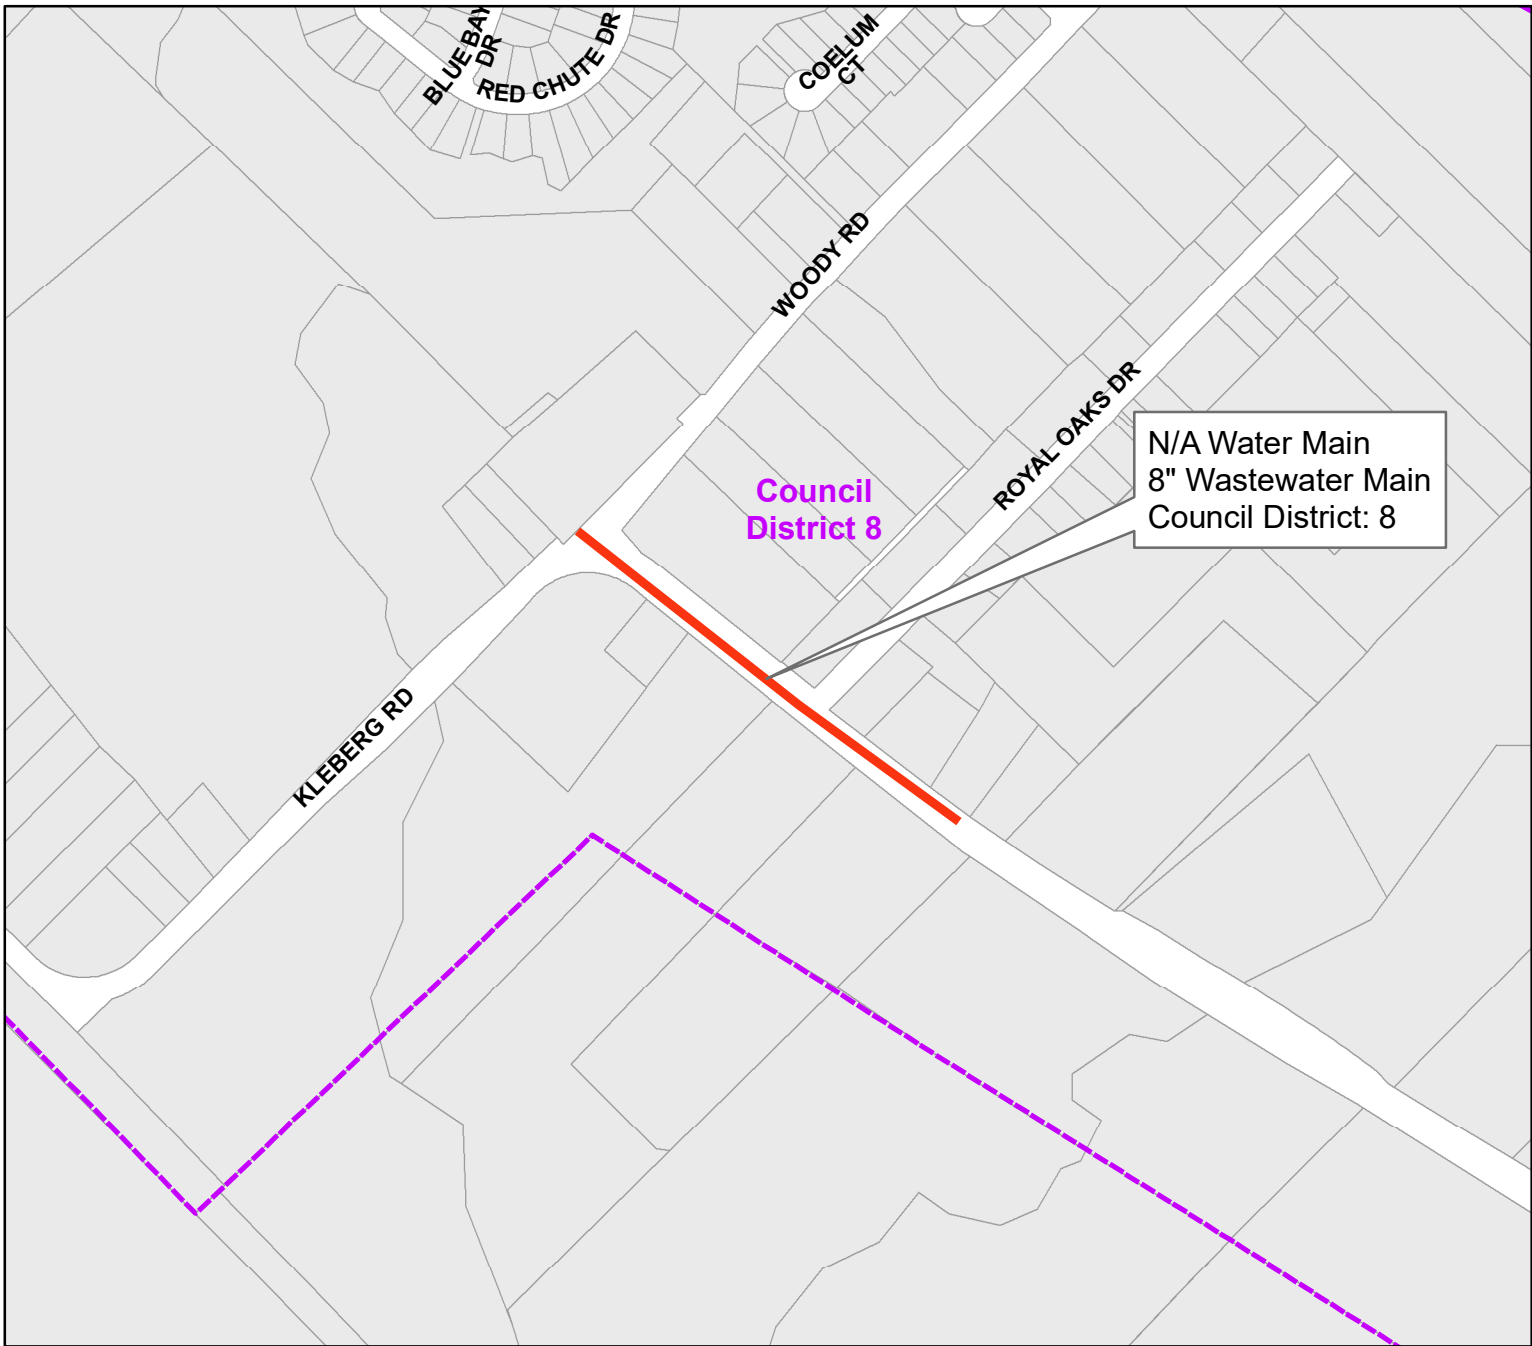 BLUE BAY
DR
RED CHUTE DR
COELUM
CT
WOODY RD
ROYAL OAKS DR
N/A Water Main
8" Wastewater Main
Council District: 8
Council
District 8
KLEBERG RD